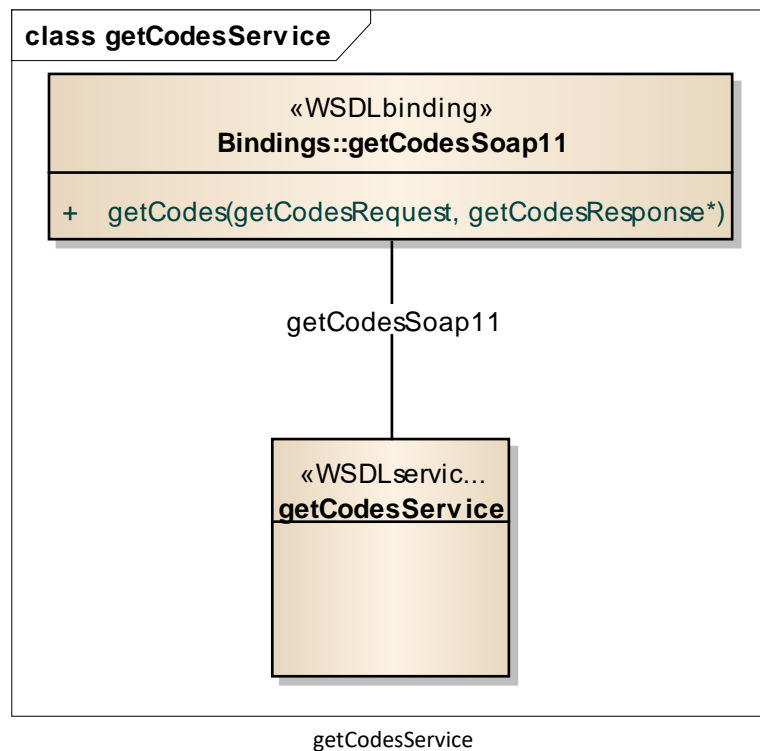 class getCodesService
«WSDLbinding»
Bindings::getCodesSoap11
+ getCodes(getCodesRequest, getCodesResponse*)
getCodesSoap11
«WSDLservic...
getCodesService
getCodesService